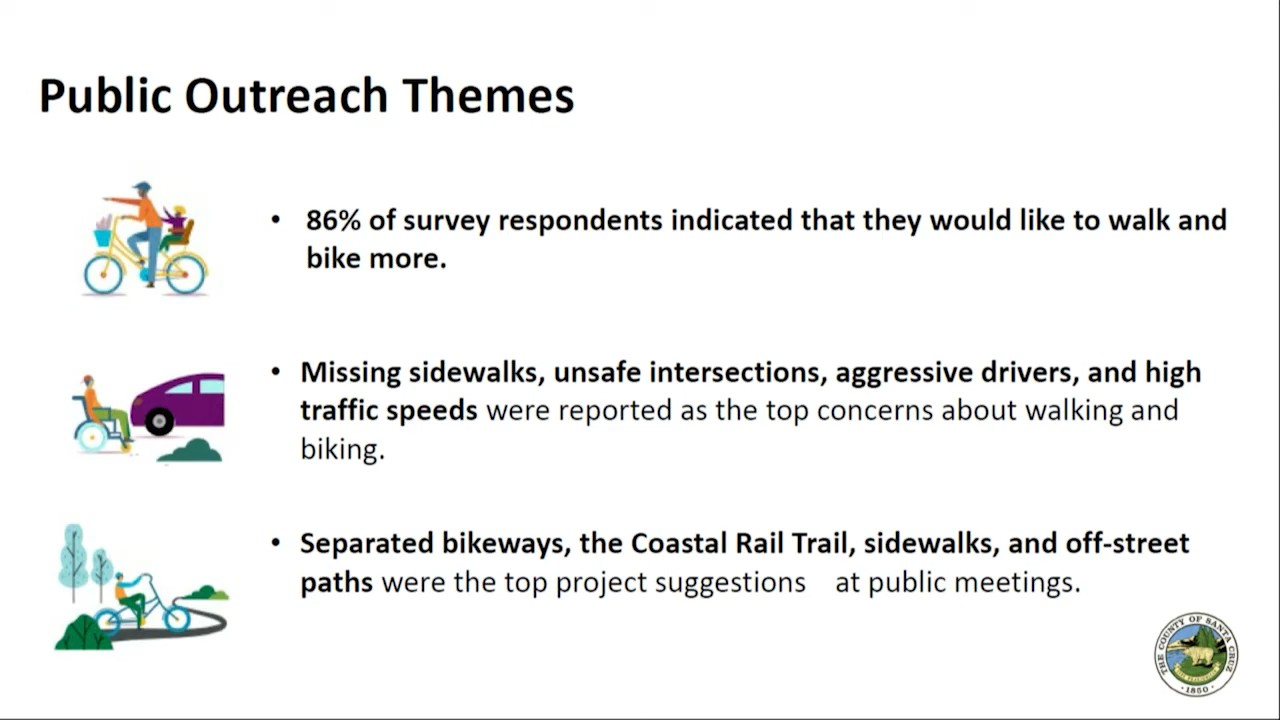 Public Outreach Themes
• 86% of survey respondents indicated that they would like to walk and
bike more.
• Missing sidewalks, unsafe intersections, aggressive drivers, and high
traffic speeds were reported as the top concerns about walking and
biking.
• Separated bikeways, the Coastal Rail Trail, sidewalks, and off-street
paths were the top project suggestions at public meetings.
THE COUNTY OF SANTA CRUZ
· 1850 ·